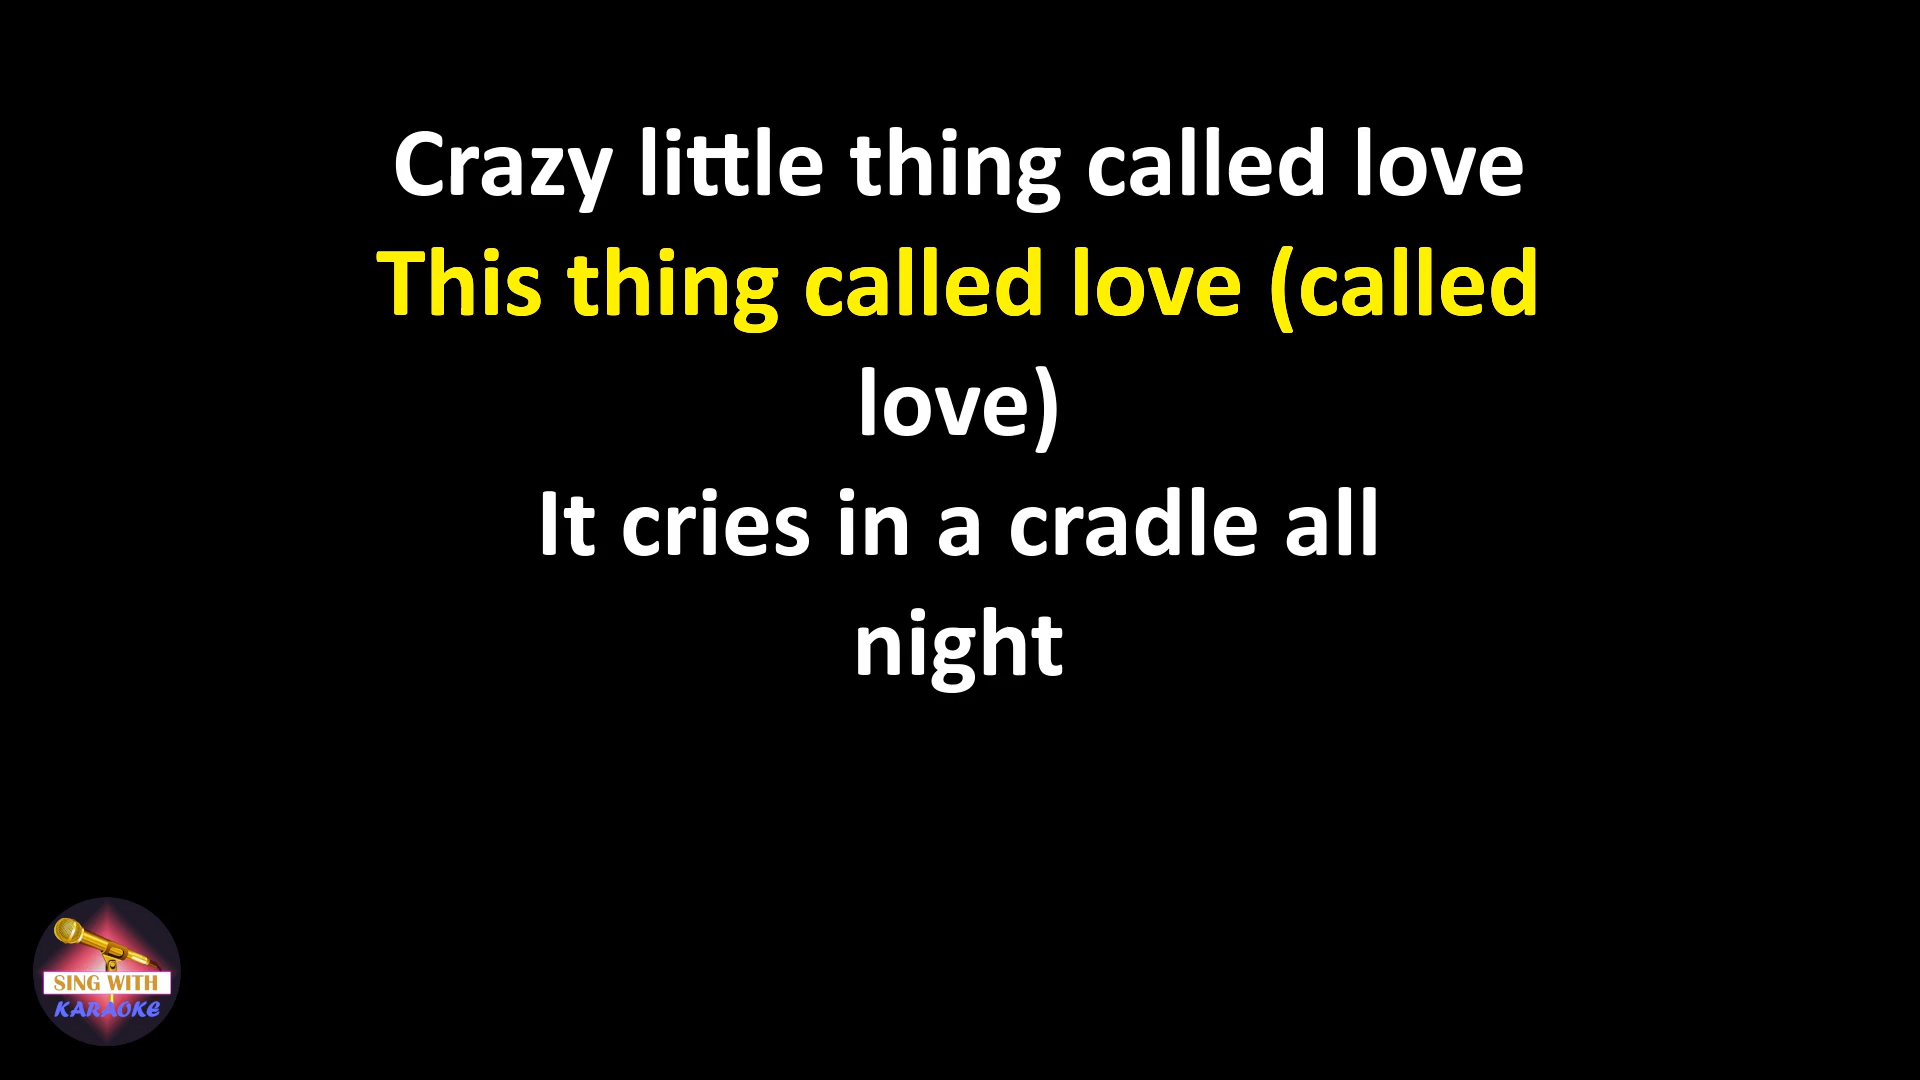 Crazy little thing called love
This thing called love (called
love)
It cries in a cradle all
night
SING WITH
KARAOKE